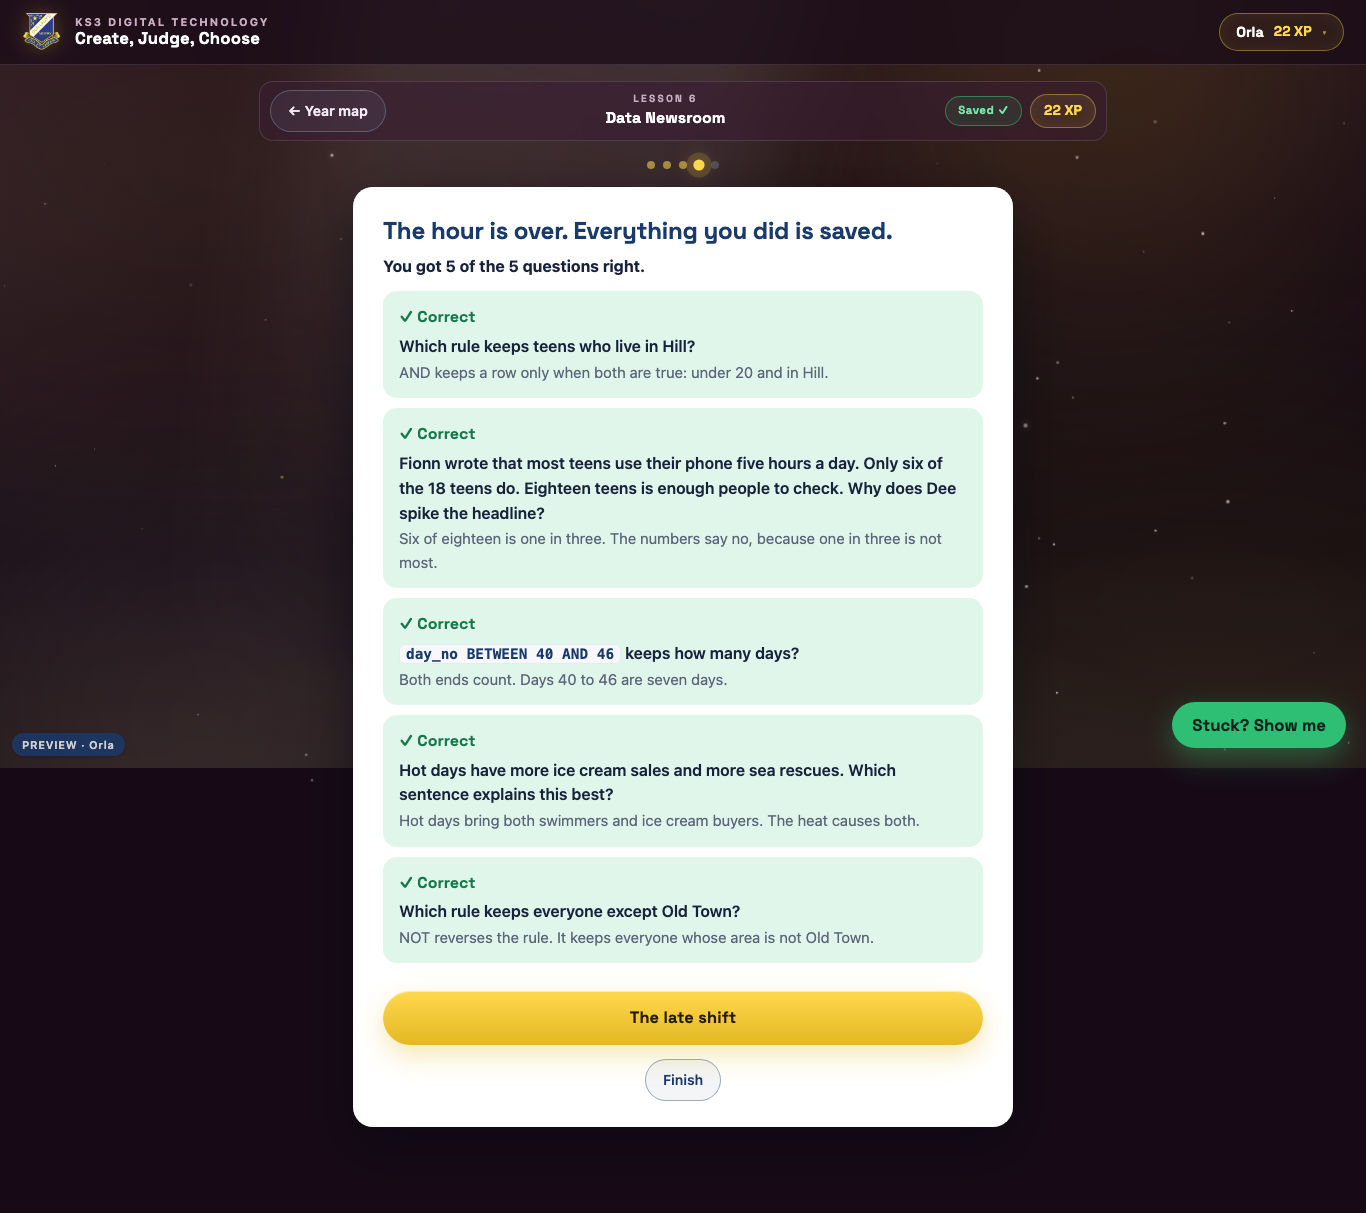 KS3 DIGITAL TECHNOLOGY
Create, Judge, Choose
Orla 22 XP
← Year map
LESSON 6
Data Newsroom
Saved ✓
22 XP
The hour is over. Everything you did is saved.
You got 5 of the 5 questions right.
✓ Correct
Which rule keeps teens who live in Hill?
AND keeps a row only when both are true: under 20 and in Hill.
✓ Correct
Fionn wrote that most teens use their phone five hours a day. Only six of
the 18 teens do. Eighteen teens is enough people to check. Why does Dee
spike the headline?
Six of eighteen is one in three. The numbers say no, because one in three is not
most.
✓ Correct
day_no BETWEEN 40 AND 46 keeps how many days?
Both ends count. Days 40 to 46 are seven days.
✓ Correct
Hot days have more ice cream sales and more sea rescues. Which
sentence explains this best?
Hot days bring both swimmers and ice cream buyers. The heat causes both.
✓ Correct
Which rule keeps everyone except Old Town?
NOT reverses the rule. It keeps everyone whose area is not Old Town.
The late shift
Finish
Stuck? Show me
PREVIEW · Orla